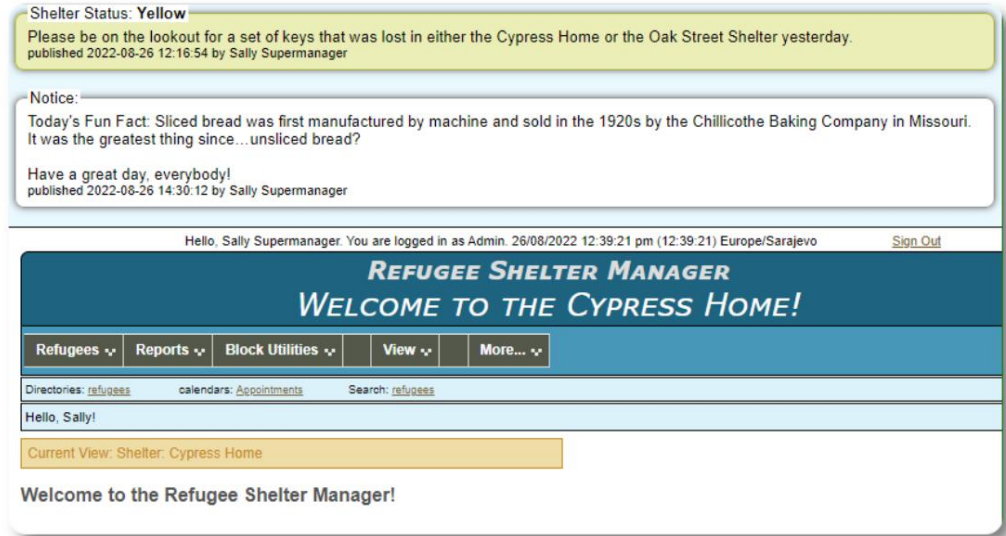 Shelter Status: Yellow
Please be on the lookout for a set of keys that was lost in either the Cypress Home or the Oak Street Shelter yesterday.
published 2022-08-26 12:16:54 by Sally Supermanager
Notice:
Today's Fun Fact: Sliced bread was first manufactured by machine and sold in the 1920s by the Chillicothe Baking Company in Missouri.
It was the greatest thing since...unsliced bread?
Have a great day, everybody!
published 2022-08-26 14:30:12 by Sally Supermanager
Hello, Sally Supermanager. You are logged in as Admin. 26/08/2022 12:39:21 pm (12:39:21) Europe/Sarajevo Sign Out
REFUGEE SHELTER MANAGER
WELCOME TO THE CYPRESS HOME!
Refugees Reports Block Utilities View More...
Directories: refugees calendars: Appointments Search: refugees
Hello, Sally!
Current View: Shelter: Cypress Home
Welcome to the Refugee Shelter Manager!